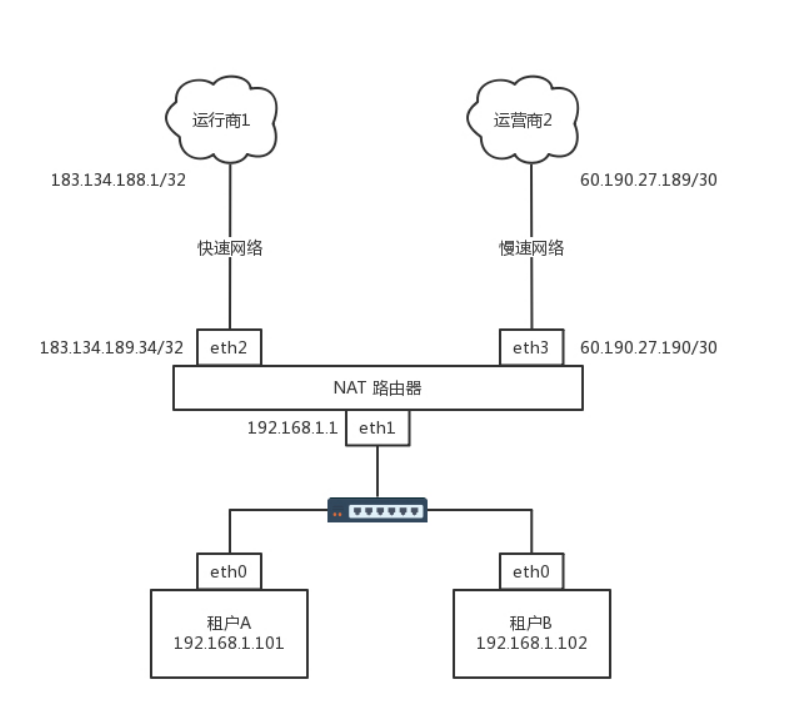 运行商1
运营商2
183.134.188.1/32
60.190.27.189/30
快速网络
慢速网络
183.134.189.34/32
eth2
eth3
60.190.27.190/30
NAT 路由器
192.168.1.1
eth1
eth0
eth0
租户A
192.168.1.101
租户B
192.168.1.102